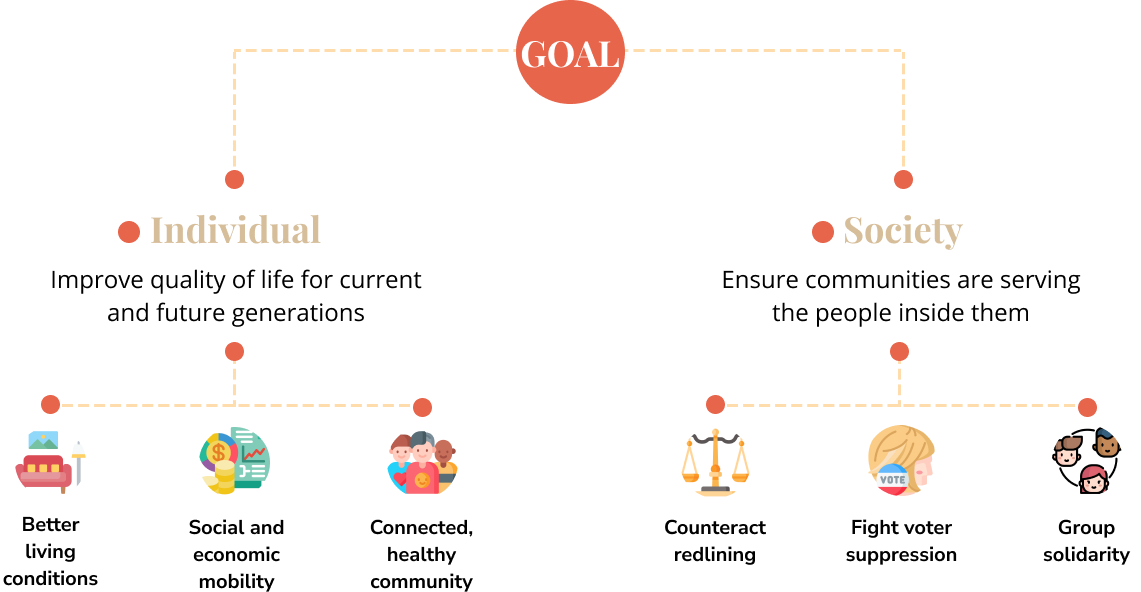 GOAL
Individual
Improve quality of life for current
and future generations
Better
living
conditions
Social and
economic
mobility
Connected,
healthy
community
Society
Ensure communities are serving
the people inside them
Counteract
redlining
VOTE
Fight voter
suppression
Group
solidarity